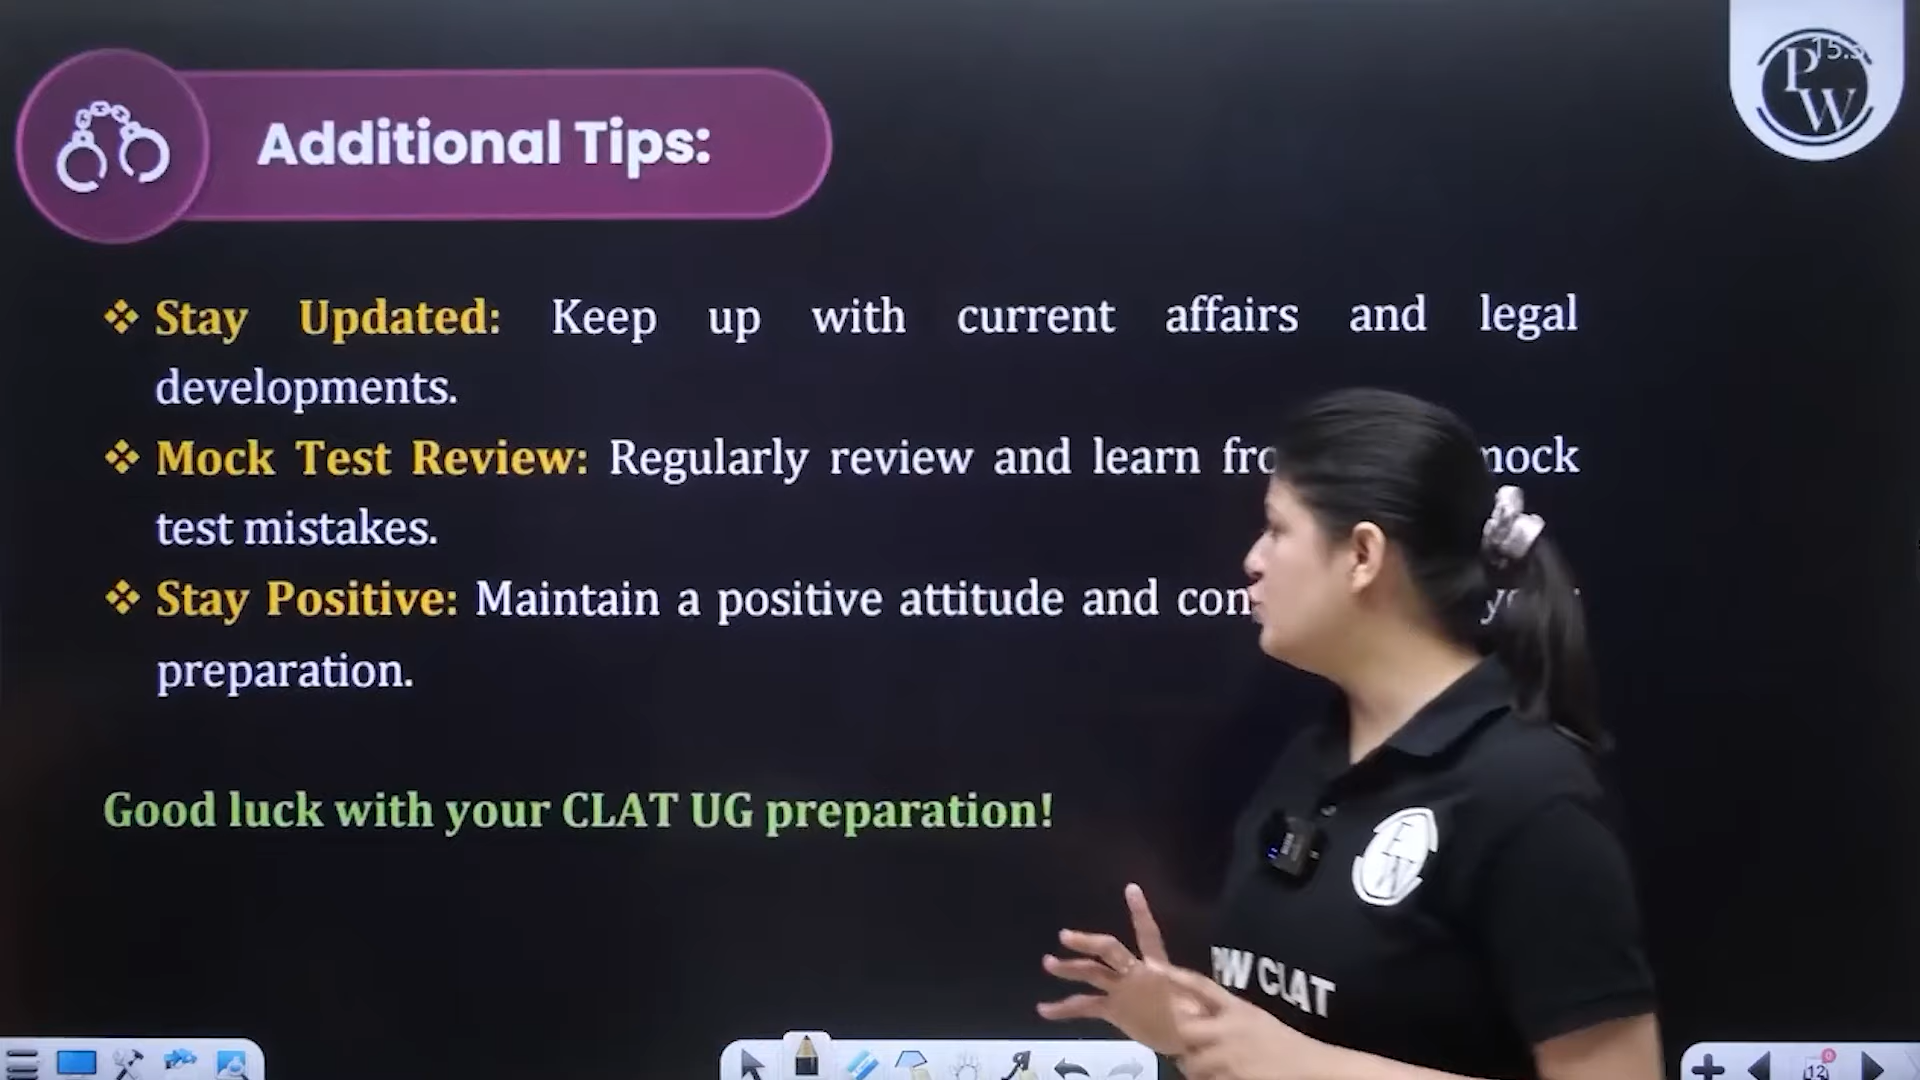 Additional Tips:
PW
❖ Stay Updated: Keep up with current affairs and legal
developments.
❖ Mock Test Review: Regularly review and learn mock
test mistakes.
❖ Stay Positive: Maintain a positive attitude and
preparation.
Good luck with your CLAT UG preparation!
PW CLAT
12